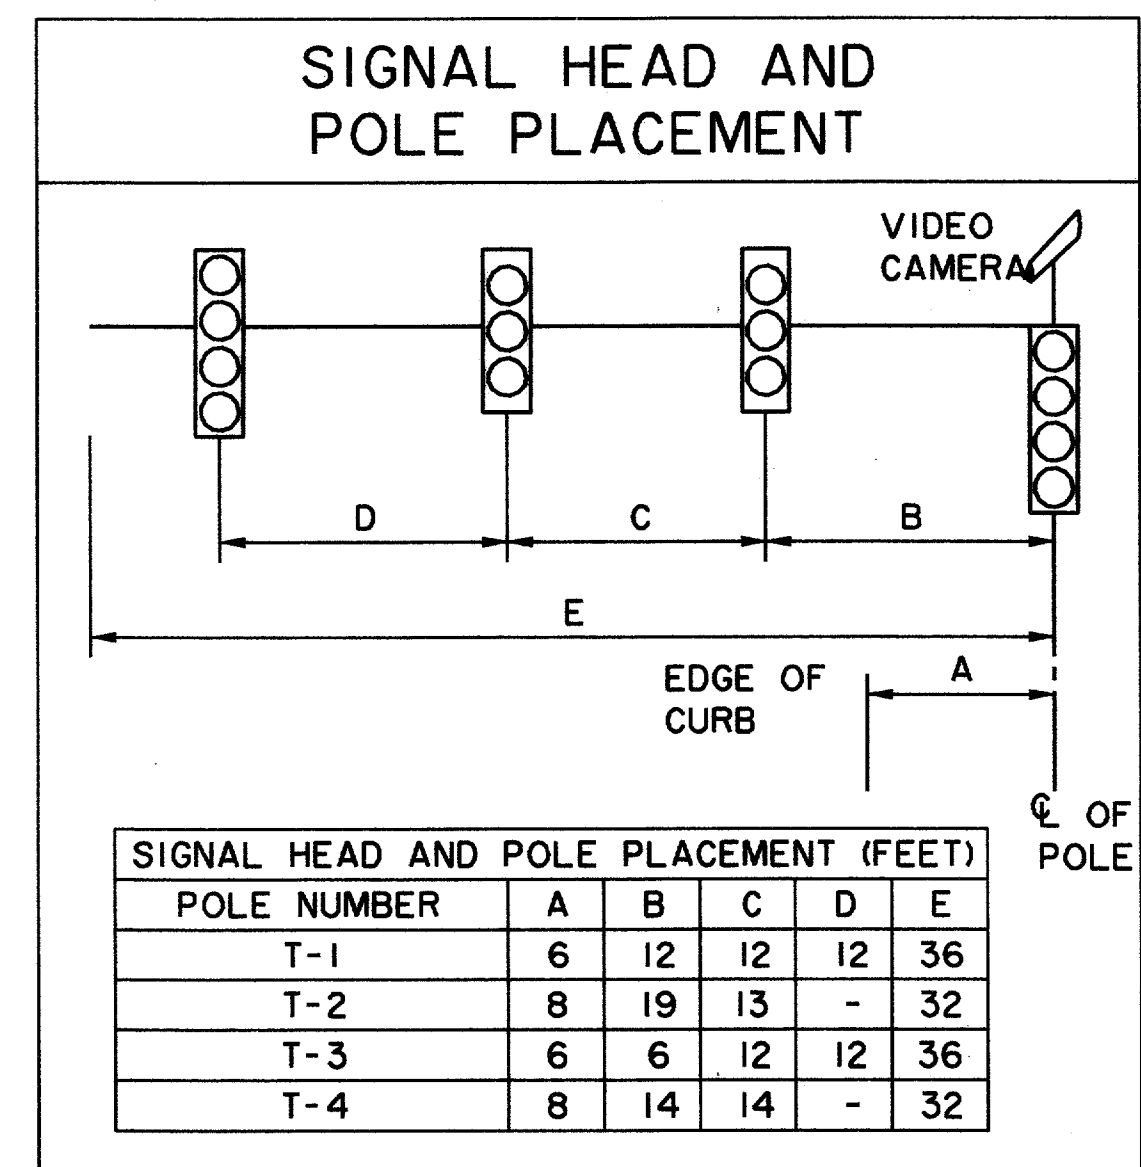 SIGNAL HEAD AND
POLE PLACEMENT
VIDEO
CAMERA
D C B
E
EDGE OF
CURB
A
℄ OF
POLE
SIGNAL HEAD AND POLE PLACEMENT (FEET)
POLE NUMBER A B C D E
T-1 6 12 12 12 36
T-2 8 19 13 - 32
T-3 6 6 12 12 36
T-4 8 14 14 - 32